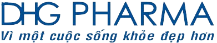 DHG PHARMA
Vì một cuộc sống khỏe đẹp hơn